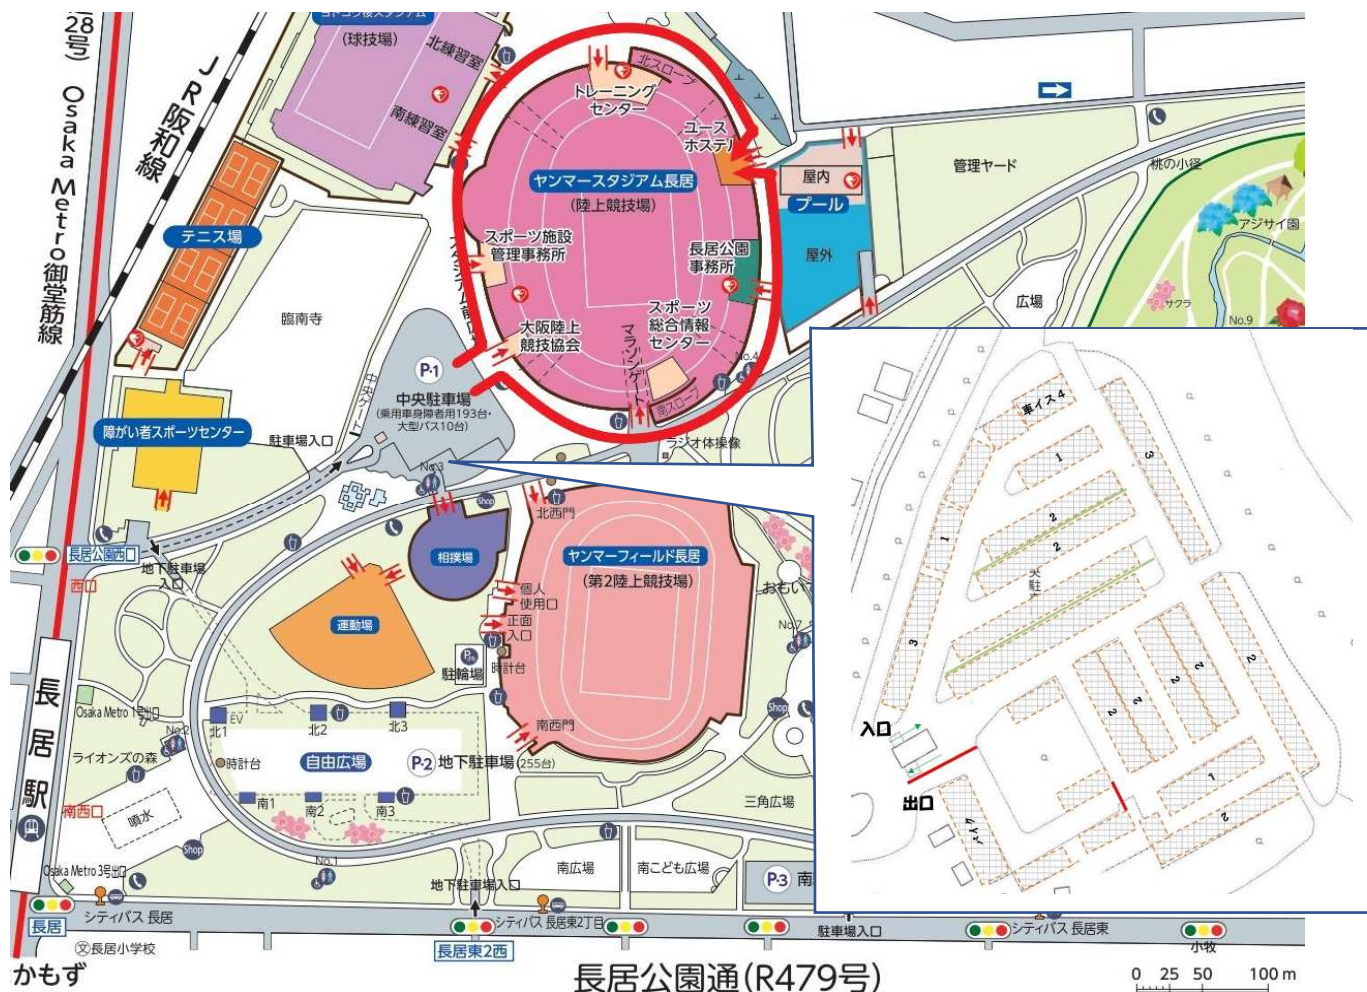 28号)
Osaka Metro御堂筋線
JR阪和線
(球技場)
北練習室
南練習室
北スロープ
トレーニング
センター
ユース
ホステル
ヤンマースタジアム長居
(陸上競技場)
屋内
プール
屋外
管理ヤード
桃の小径
アジサイ園
サクラ
No.9
広場
テニス場
スポーツ施設
管理事務所
長居公園
事務所
スポーツ
総合情報
センター
No.4
マラソンゲート
南スロープ
大阪陸上
競技協会
臨南寺
P-1
中央駐車場
(乗用車身障者用193台・
大型バス10台)
駐車場入口
障がい者スポーツセンター
ラジオ体操像
No.3
Shop
北西門
相撲場
ヤンマーフィールド長居
(第2陸上競技場)
長居公園西口
西口
地下駐車場
入口
個人
使用口
正面
入口
運動場
駐輪場
時計台
おもい
No.7
Shop
長居駅
Osaka Metro 1号出口
No.2
ライオンズの森
南西口
噴水
Shop
Osaka Metro 3号出口
北1
EV
北2
北3
時計台
自由広場
P-2 地下駐車場(255台)
南1
南2
南3
南西門
三角広場
No.1
南広場
南こども広場
P-3 南
地下駐車場入口
長居
シティバス 長居
文長居小学校
長居東2西
シティバス 長居東2丁目
駐車場入口
シティバス 長居東
小牧
かもず
長居公園通(R479号)
0 25 50 100 m
車イス4
1
3
2
2
1
3
2
2
2
2
2
1
2
入口
出口